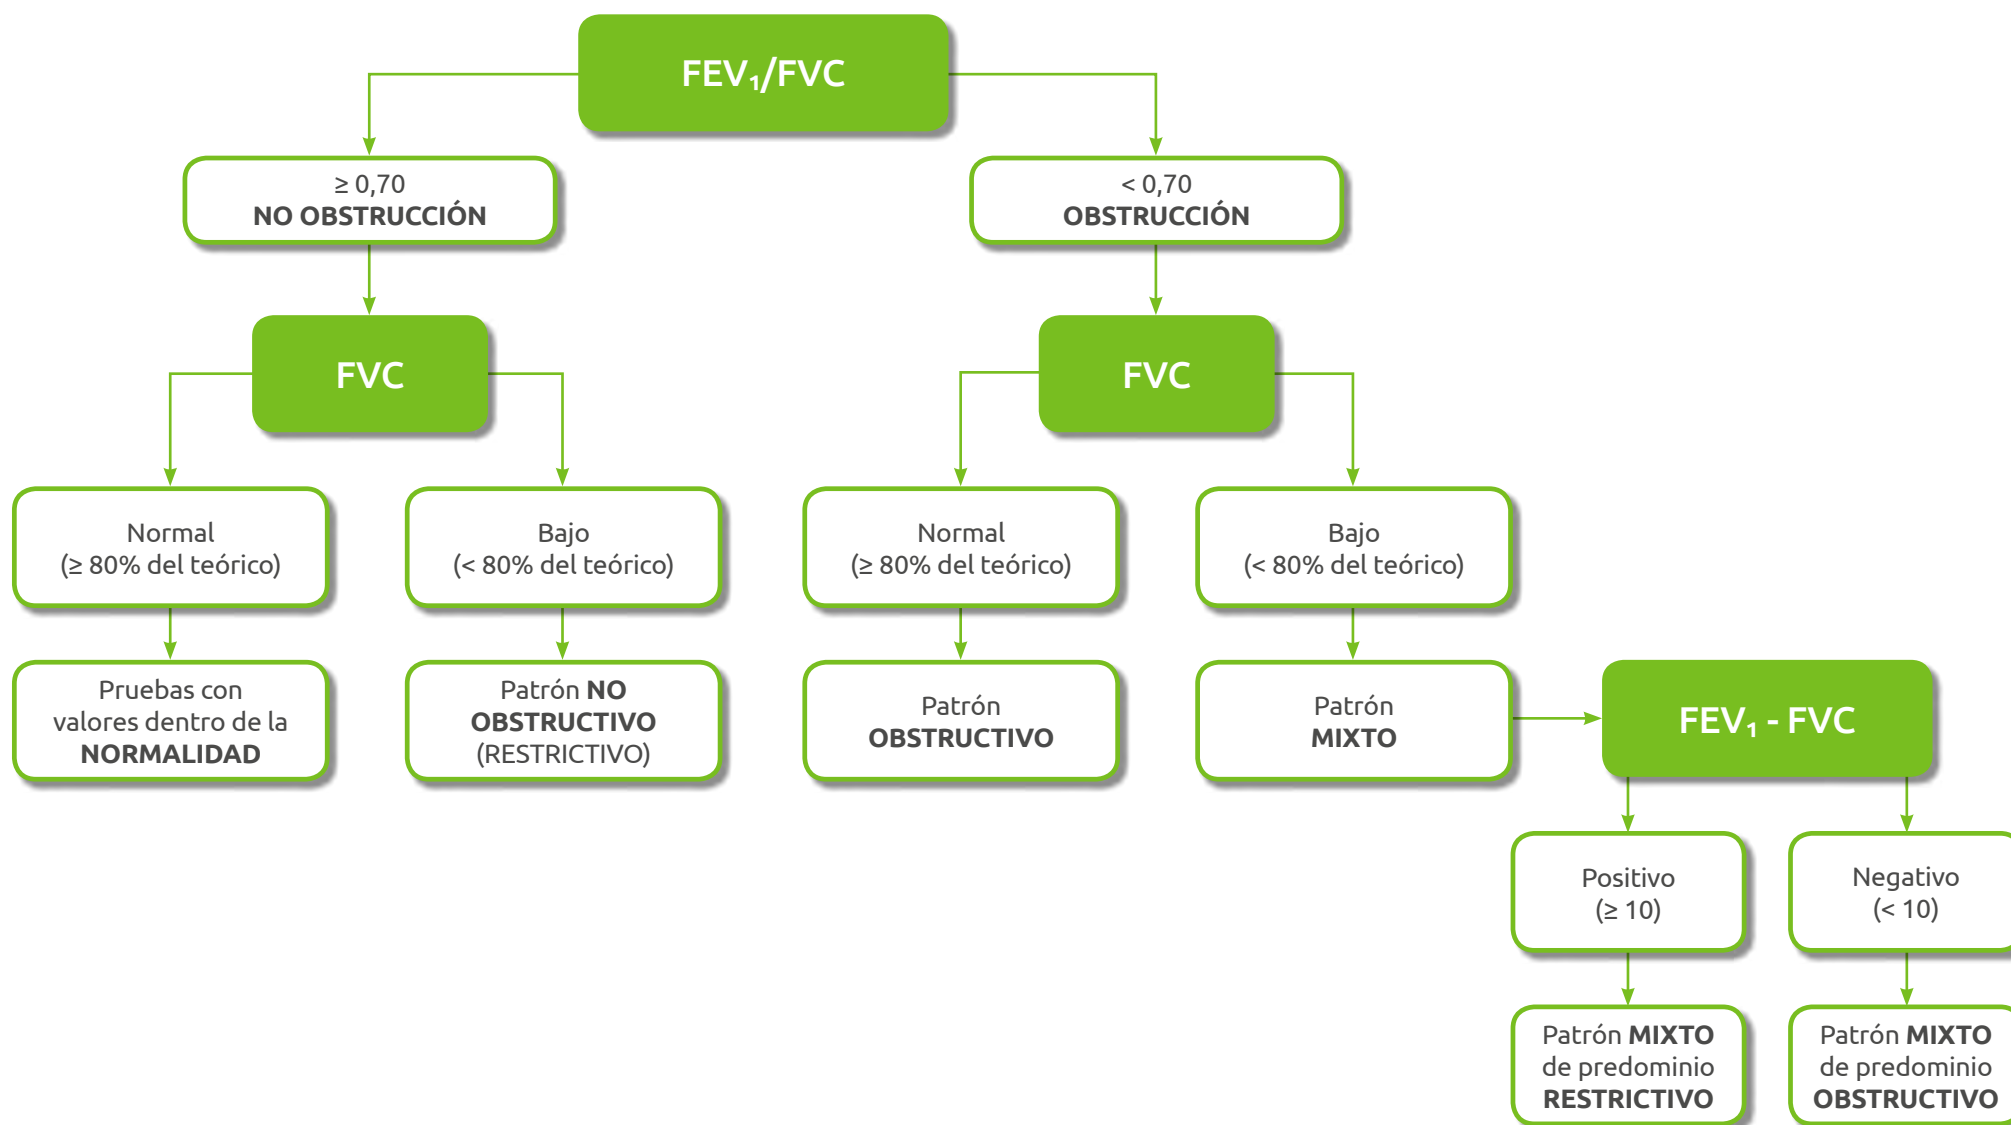 FEV₁/FVC
≥ 0,70
NO OBSTRUCCIÓN
< 0,70
OBSTRUCCIÓN
FVC
FVC
Normal
(≥ 80% del teórico)
Bajo
(< 80% del teórico)
Normal
(≥ 80% del teórico)
Bajo
(< 80% del teórico)
Pruebas con
valores dentro de la
NORMALIDAD
Patrón NO
OBSTRUCTIVO
(RESTRICTIVO)
Patrón
OBSTRUCTIVO
Patrón
MIXTO
FEV₁ - FVC
Positivo
(≥ 10)
Negativo
(< 10)
Patrón MIXTO
de predominio
RESTRICTIVO
Patrón MIXTO
de predominio
OBSTRUCTIVO